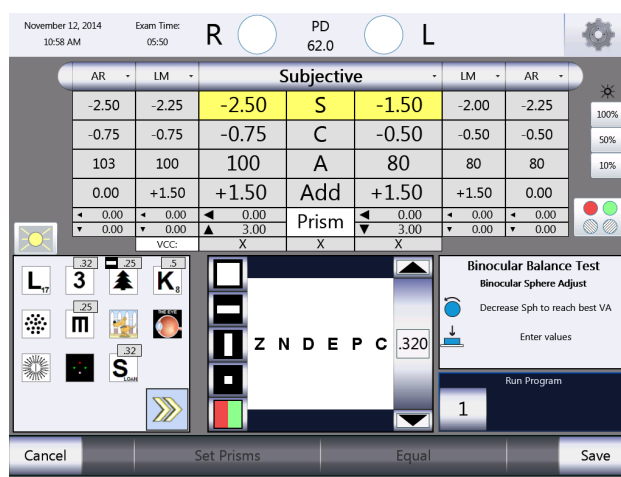 November 12, 2014 Exam Time: R PD L
10:58 AM 05:50 62.0
AR LM Subjective LM AR
-2.50 -2.25 -2.50 S -1.50 -2.00 -2.25
-0.75 -0.75 -0.75 C -0.50 -0.50 -0.50
103 100 100 A 80 80 80
0.00 +1.50 +1.50 Add +1.50 +1.50 0.00
0.00 0.00 0.00 Prism 0.00 0.00 0.00
0.00 0.00 3.00 3.00 0.00 0.00
VCC: X X X
100%
50%
10%
.32 .25 .5
L17 3 K8
.25 THE EYE
m
.32
S LOAN
Z N D E P C .320
Binocular Balance Test
Binocular Sphere Adjust
Decrease Sph to reach best VA
Enter values
Run Program
1
Cancel Set Prisms Equal Save